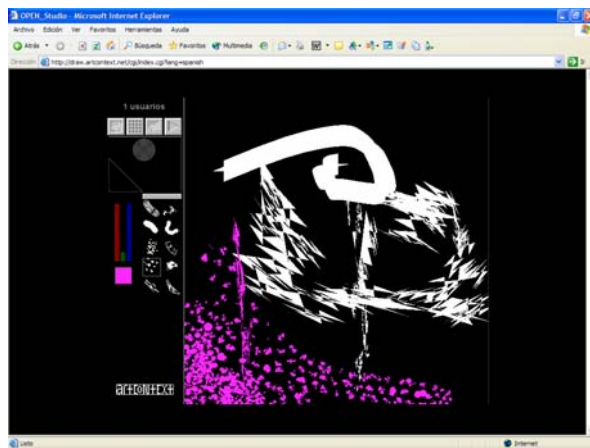 OPEN_Studio - Microsoft Internet Explorer
Archivo Edición Ver Favoritos Herramientas Ayuda
Atrás Búsqueda Favoritos Multimedia
Dirección http://draw.artcontext.net/cgi/index.cgi?lang=spanish
1 usuarios
artcontext
Listo Internet